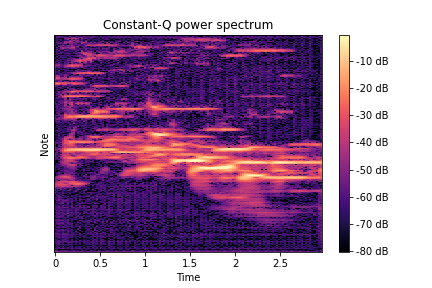 Constant-Q power spectrum
Note
0
0.5
1
1.5
2
2.5
Time
-10 dB
-20 dB
-30 dB
-40 dB
-50 dB
-60 dB
-70 dB
-80 dB